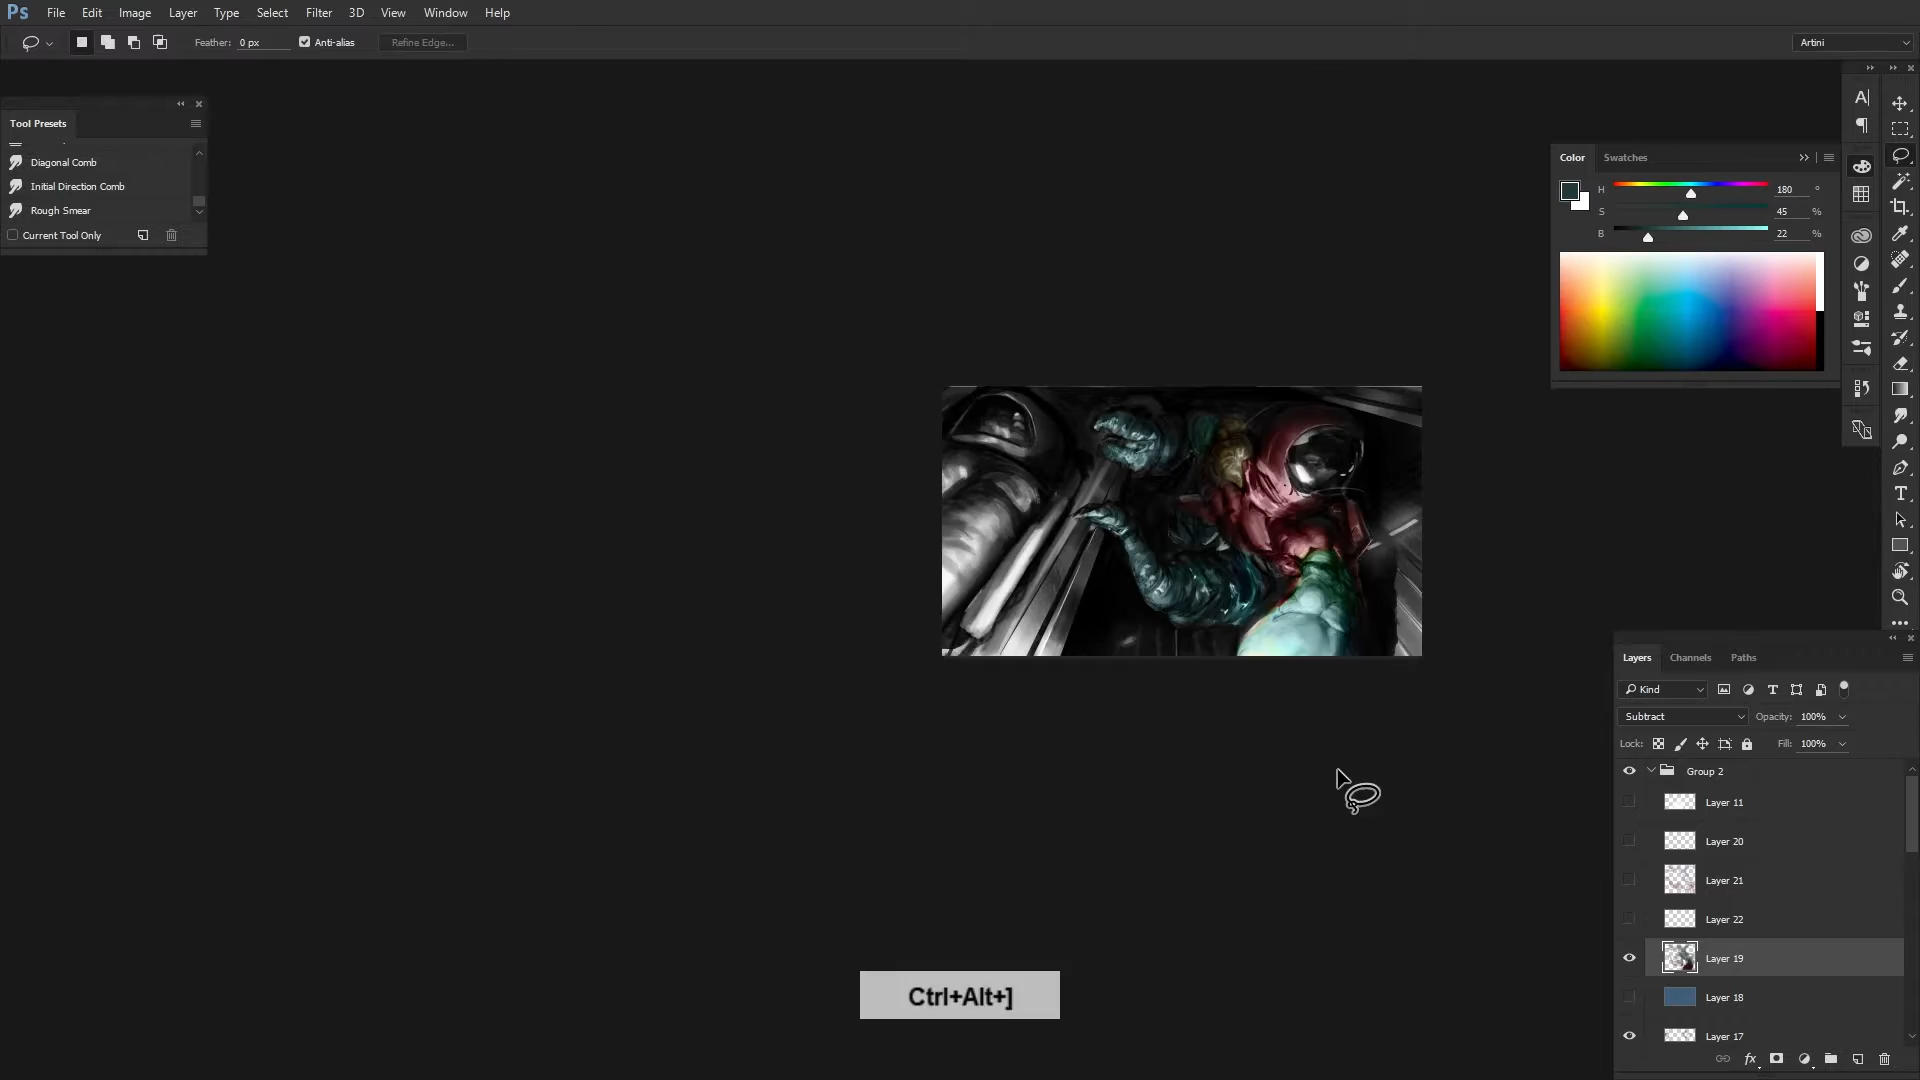 Ps File Edit Image Layer Type Select Filter 3D View Window Help
Feather: 0 px Anti-alias Refine Edge... Artini
Tool Presets
Diagonal Comb
Initial Direction Comb
Rough Smear
Current Tool Only
Color Swatches
H 180 °
S 45 %
B 22 %
Layers Channels Paths
Kind
Subtract Opacity: 100%
Lock: Fill: 100%
Group 2
Layer 11
Layer 20
Layer 21
Layer 22
Layer 19
Layer 18
Layer 17
fx
Ctrl+Alt+]